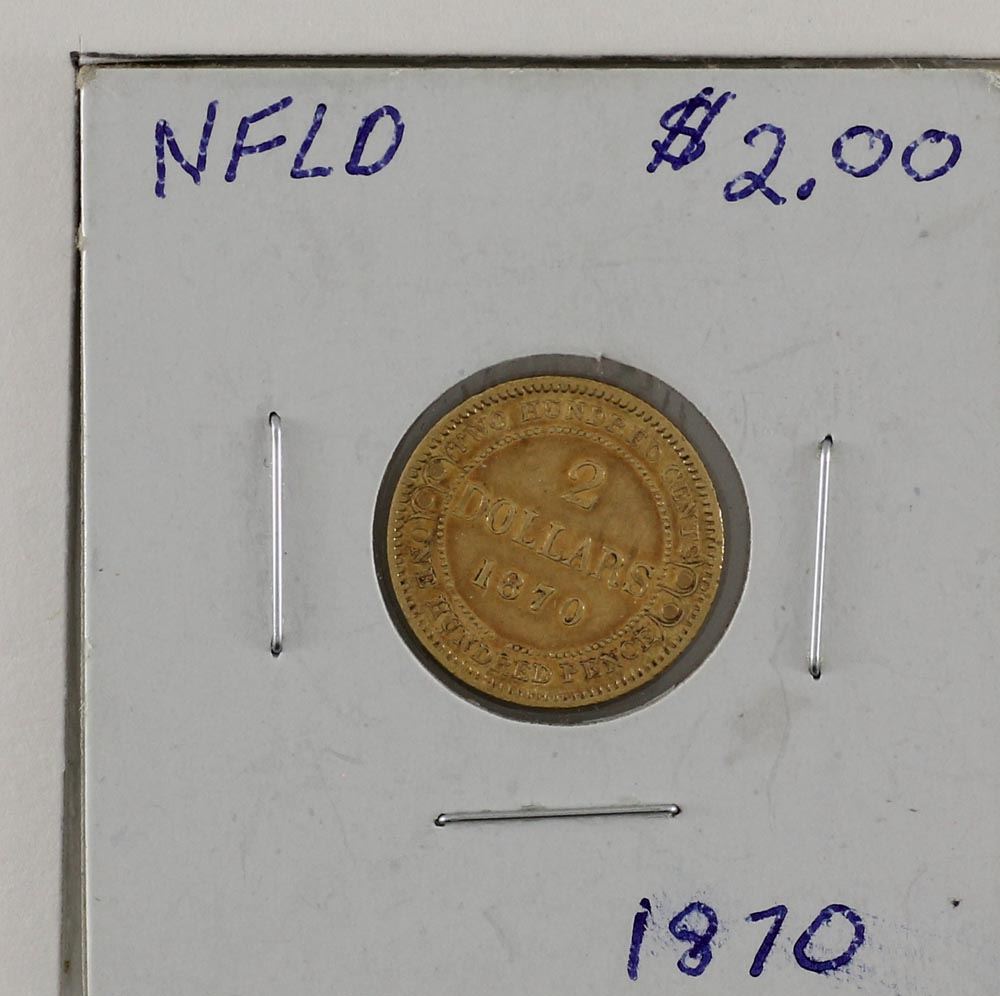 NFLD $2.00
TWO HUNDRED CENTS
2
DOLLARS
1870
ONE HUNDRED PENCE
1870